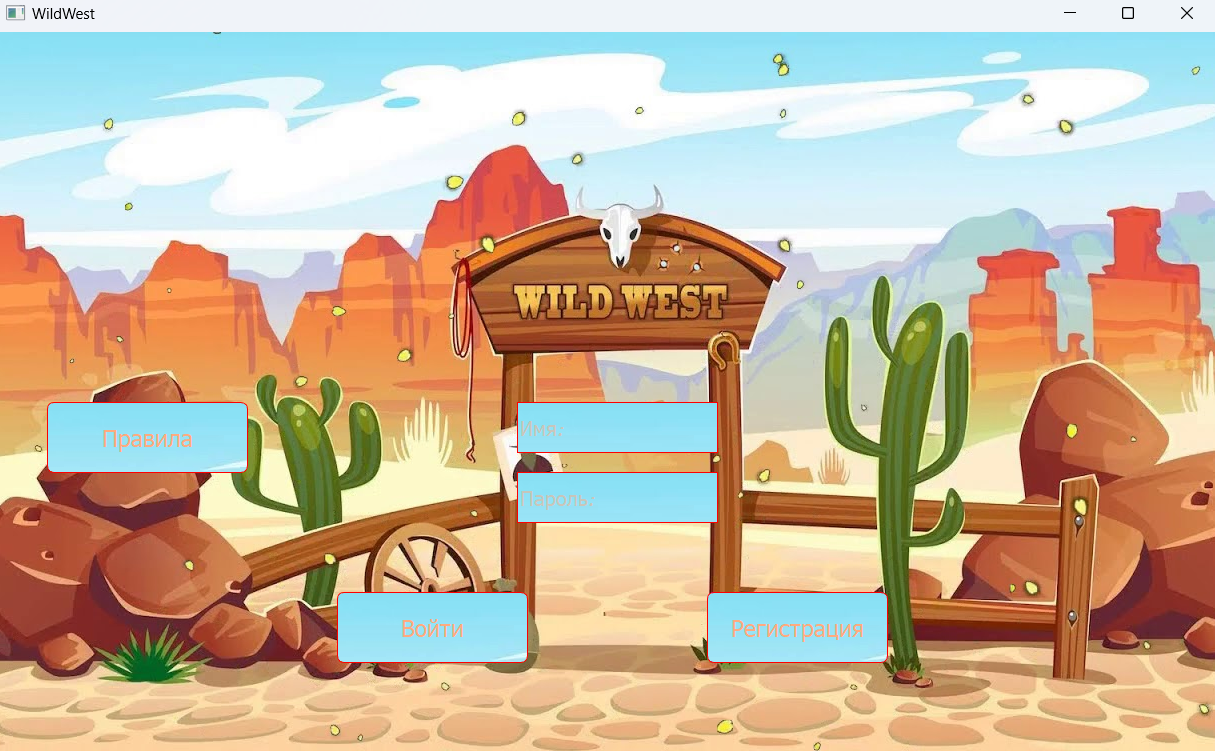 WildWest
WILD WEST
Правила
Имя:
Пароль:
Войти
Регистрация